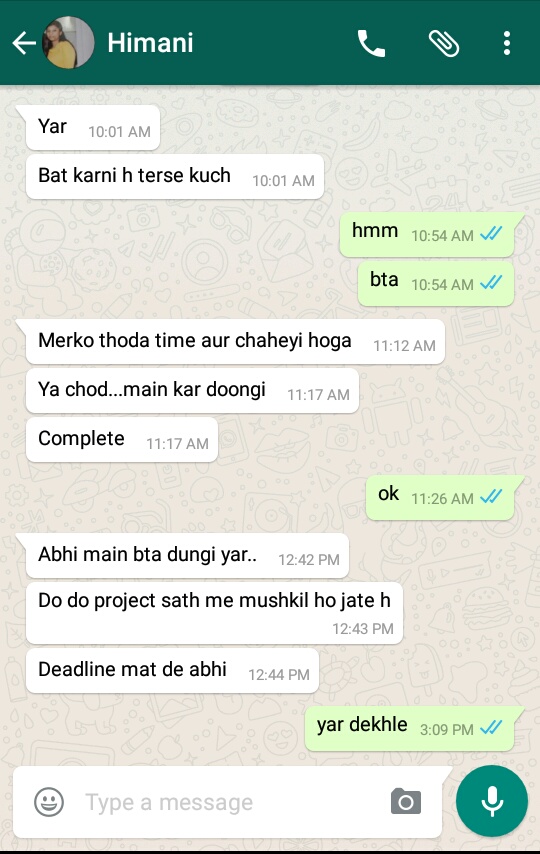 Himani
Yar 10:01 AM
Bat karni h terse kuch 10:01 AM
hmm 10:54 AM
bta 10:54 AM
Merko thoda time aur chaheyi hoga 11:12 AM
Ya chod...main kar doongi 11:17 AM
Complete 11:17 AM
ok 11:26 AM
Abhi main bta dungi yar.. 12:42 PM
Do do project sath me mushkil ho jate h
12:43 PM
Deadline mat de abhi 12:44 PM
yar dekhle 3:09 PM
Type a message